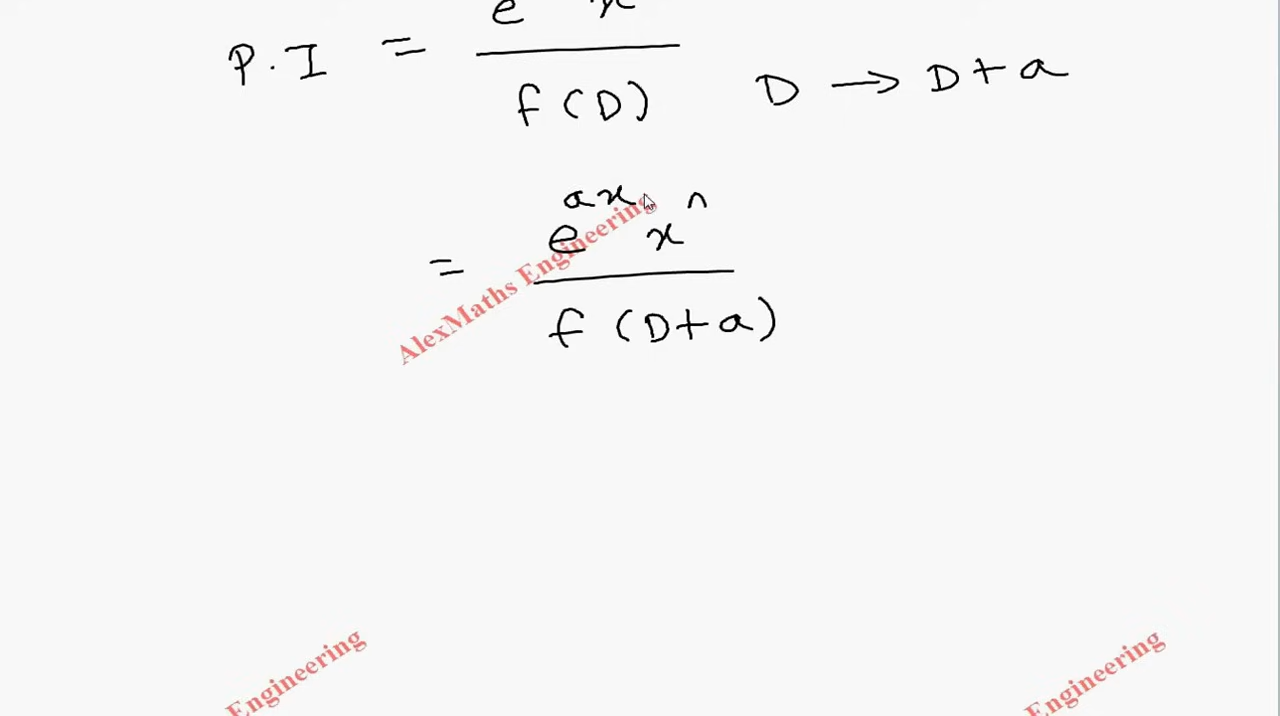 e x
P.I =
f(D) D → D+a
ax n
= e x
f(D+a)
AlexMaths Engineering
Engineering
Engineering